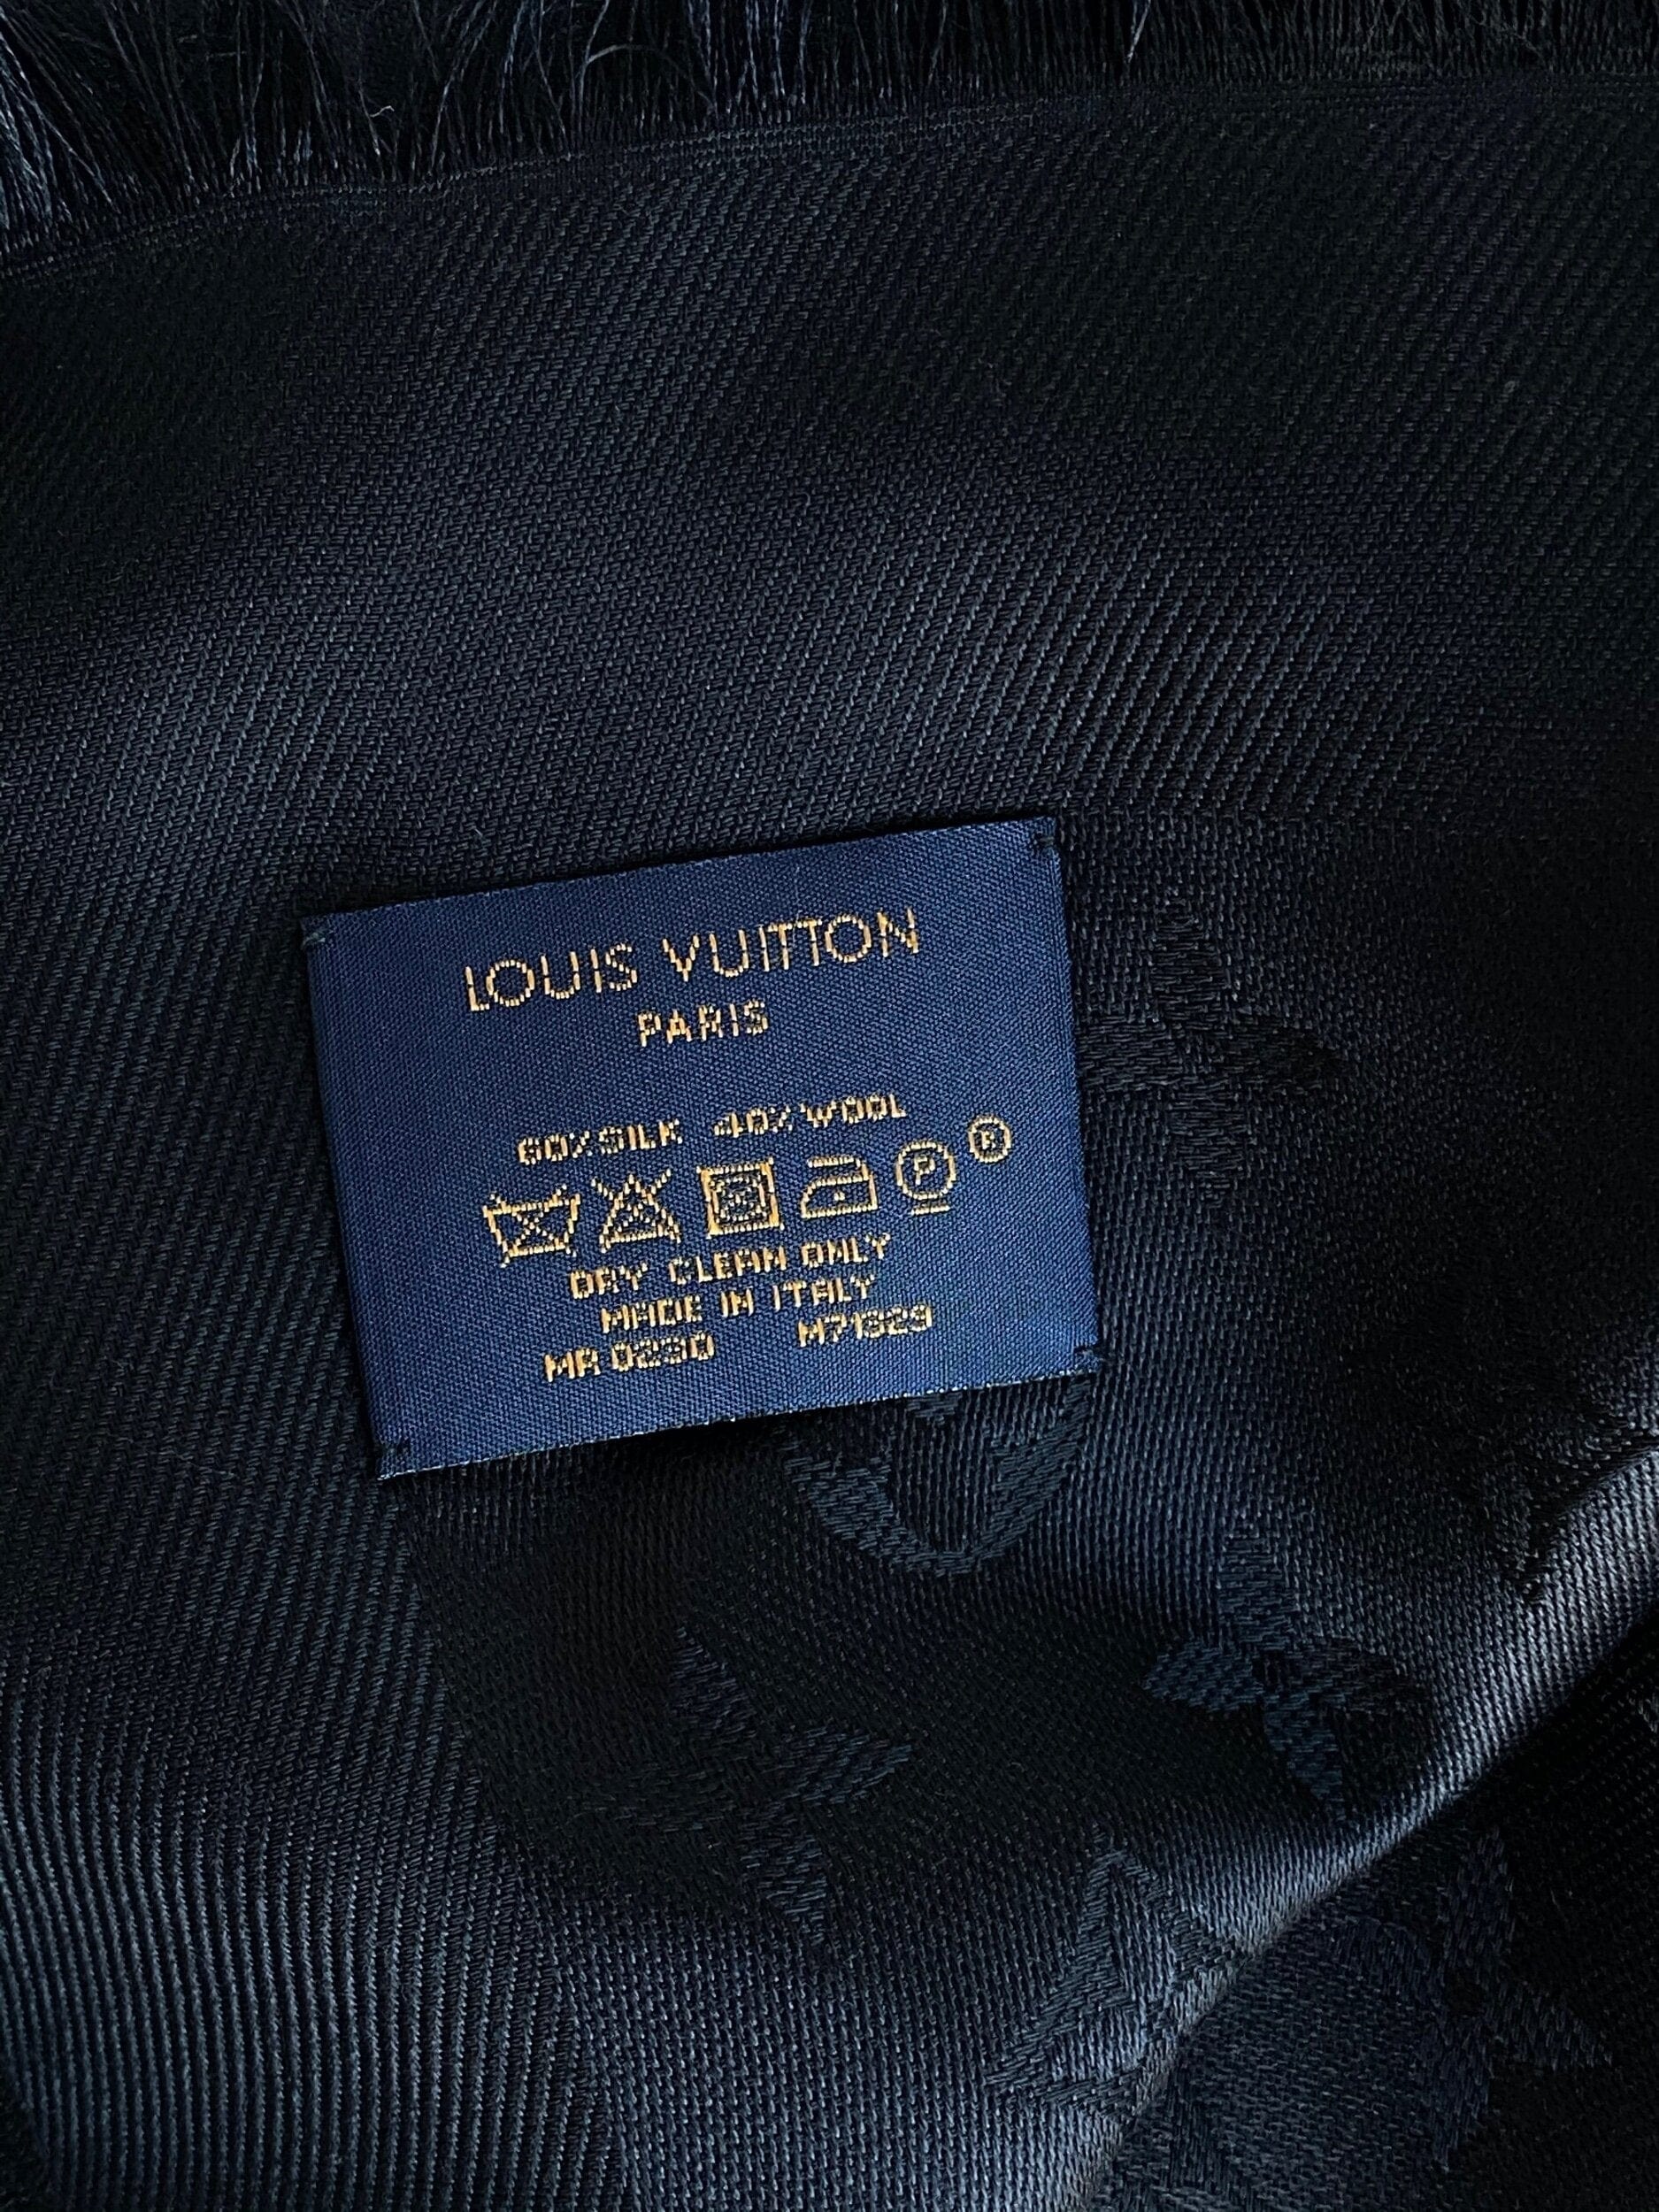 LOUIS VUITTON
PARIS
60% SILK 40% WOOL
P R
DRY CLEAN ONLY
MADE IN ITALY
MR 0230 M71329